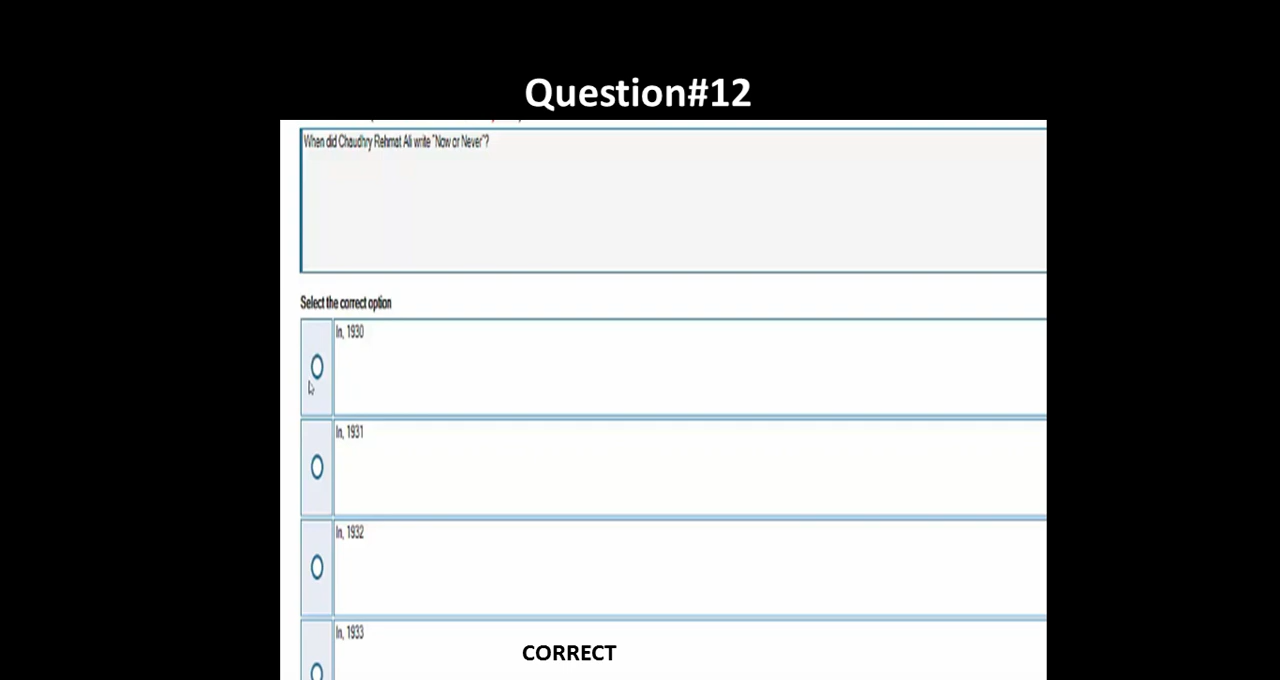 Question#12
When did Chaudhry Rehmat Ali write "Now or Never"?
Select the correct option
In, 1930
In, 1931
In, 1932
In, 1933
CORRECT